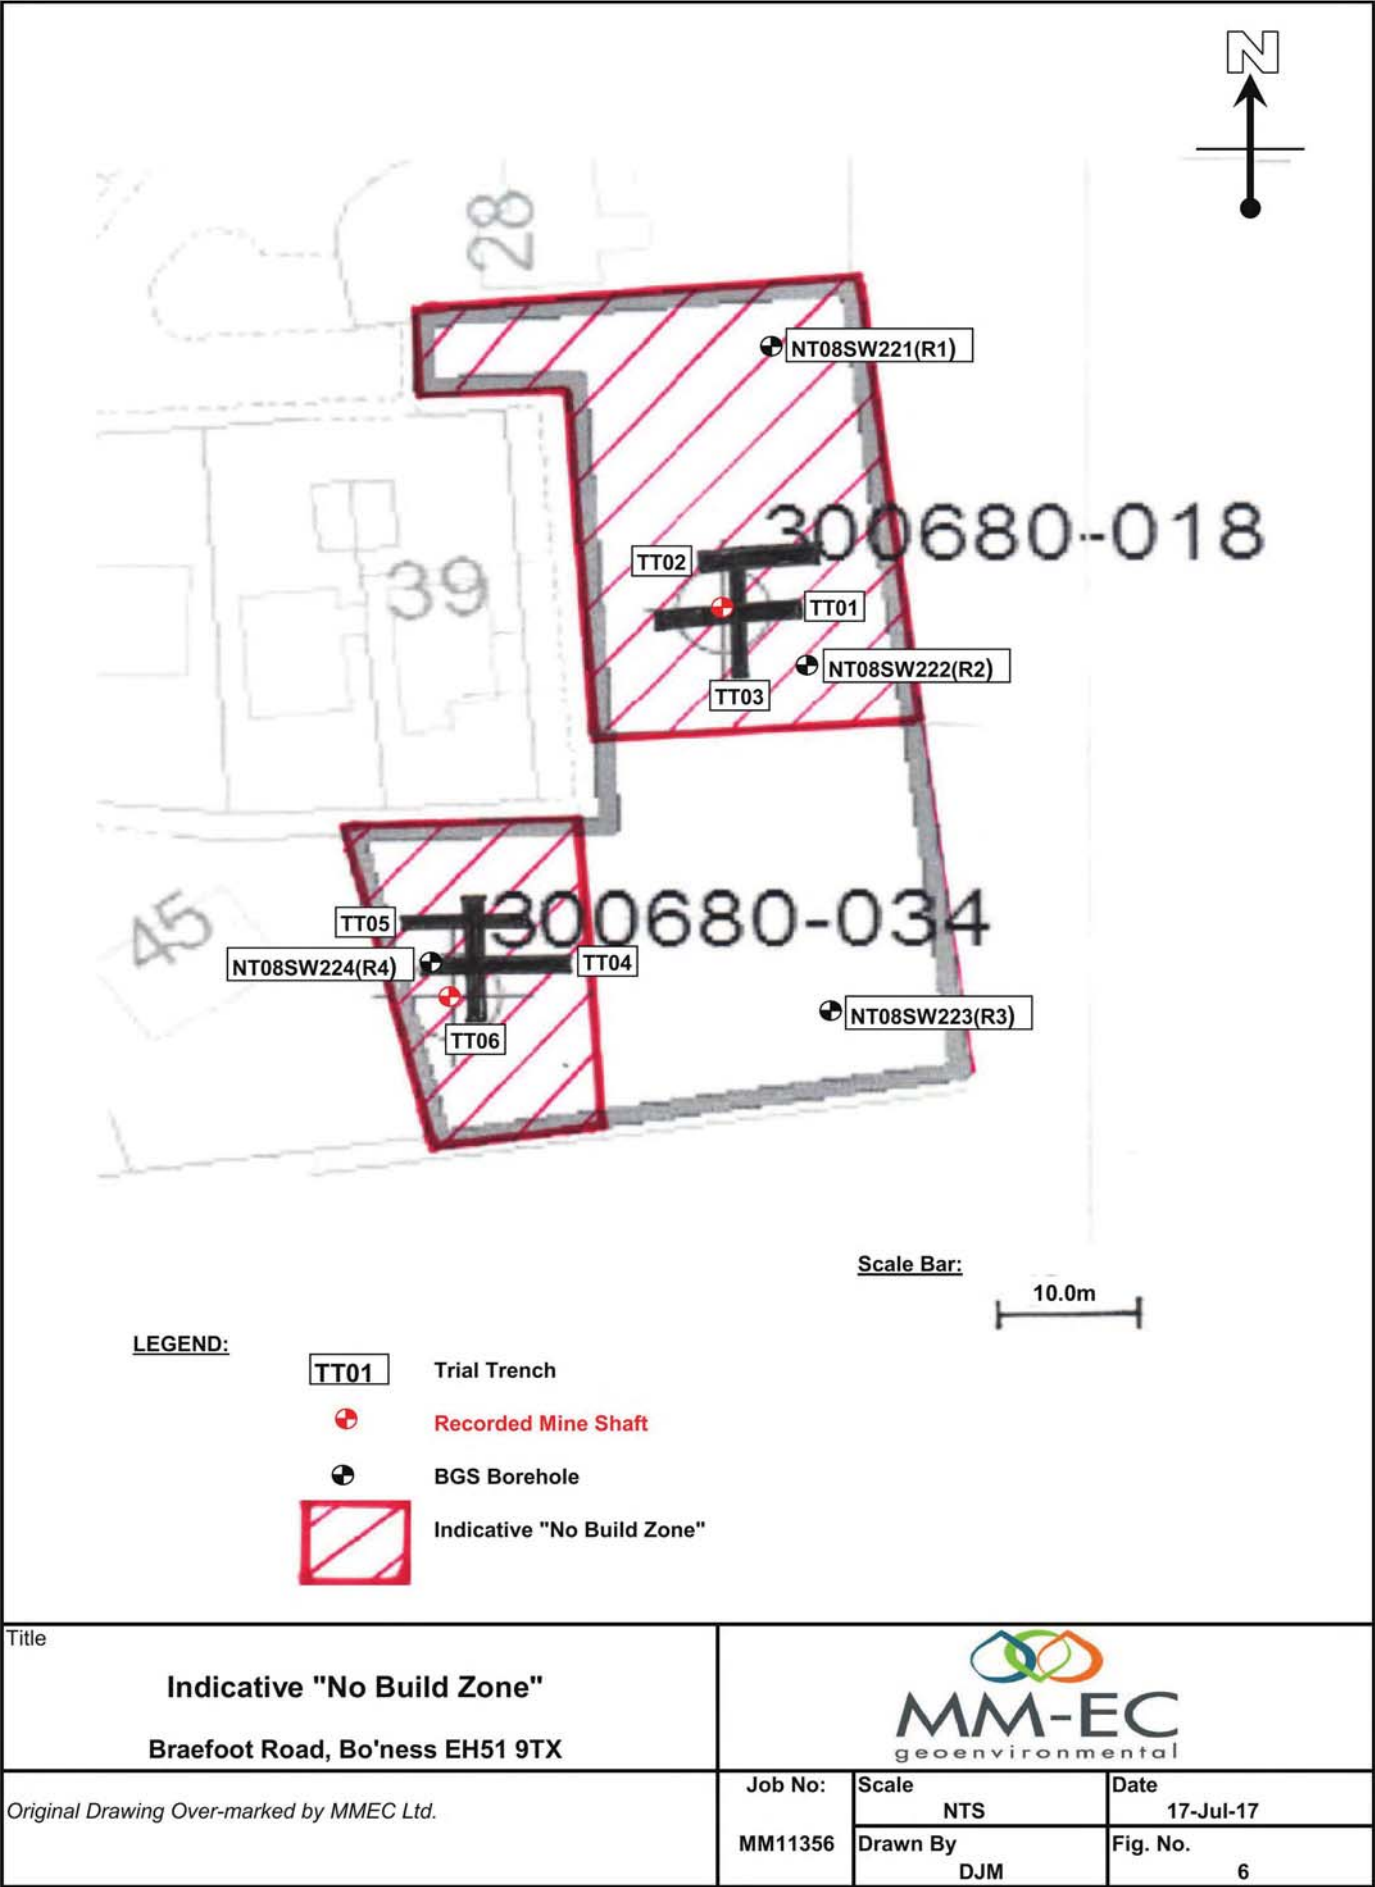 N
28
NT08SW221(R1)
300680-018
TT02
39
TT01
NT08SW222(R2)
TT03
300680-034
45
TT05
NT08SW224(R4)
TT04
NT08SW223(R3)
TT06
Scale Bar:
10.0m
LEGEND:
TT01 Trial Trench
Recorded Mine Shaft
BGS Borehole
Indicative "No Build Zone"
Title
Indicative "No Build Zone"
Braefoot Road, Bo'ness EH51 9TX
MM-EC
geoenvironmental
Original Drawing Over-marked by MMEC Ltd.
Job No:
MM11356
Scale
NTS
Date
17-Jul-17
Drawn By
DJM
Fig. No.
6